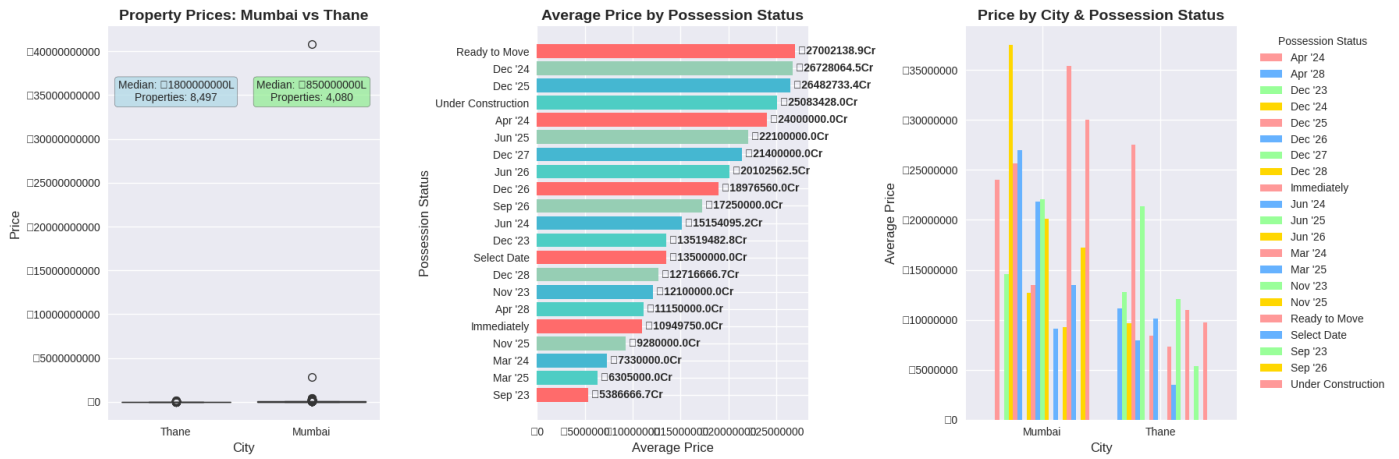 Property Prices: Mumbai vs Thane
Price
▯40000000000
▯35000000000
▯30000000000
▯25000000000
▯20000000000
▯15000000000
▯10000000000
▯5000000000
▯0
Median: ▯1800000000L
Properties: 8,497
Median: ▯850000000L
Properties: 4,080
Thane
Mumbai
City
Average Price by Possession Status
Possession Status
Ready to Move ▯27002138.9Cr
Dec '24 ▯26728064.5Cr
Dec '25 ▯26482733.4Cr
Under Construction ▯25083428.0Cr
Apr '24 ▯24000000.0Cr
Jun '25 ▯22100000.0Cr
Dec '27 ▯21400000.0Cr
Jun '26 ▯20102562.5Cr
Dec '26 ▯18976560.0Cr
Sep '26 ▯17250000.0Cr
Jun '24 ▯15154095.2Cr
Dec '23 ▯13519482.8Cr
Select Date ▯13500000.0Cr
Dec '28 ▯12716666.7Cr
Nov '23 ▯12100000.0Cr
Apr '28 ▯11150000.0Cr
Immediately ▯10949750.0Cr
Nov '25 ▯9280000.0Cr
Mar '24 ▯7330000.0Cr
Mar '25 ▯6305000.0Cr
Sep '23 ▯5386666.7Cr
▯0 ▯5000000 ▯10000000 ▯15000000 ▯20000000 ▯25000000
Average Price
Price by City & Possession Status
Average Price
▯35000000
▯30000000
▯25000000
▯20000000
▯15000000
▯10000000
▯5000000
▯0
Mumbai
Thane
City
Possession Status
Apr '24
Apr '28
Dec '23
Dec '24
Dec '25
Dec '26
Dec '27
Dec '28
Immediately
Jun '24
Jun '25
Jun '26
Mar '24
Mar '25
Nov '23
Nov '25
Ready to Move
Select Date
Sep '23
Sep '26
Under Construction